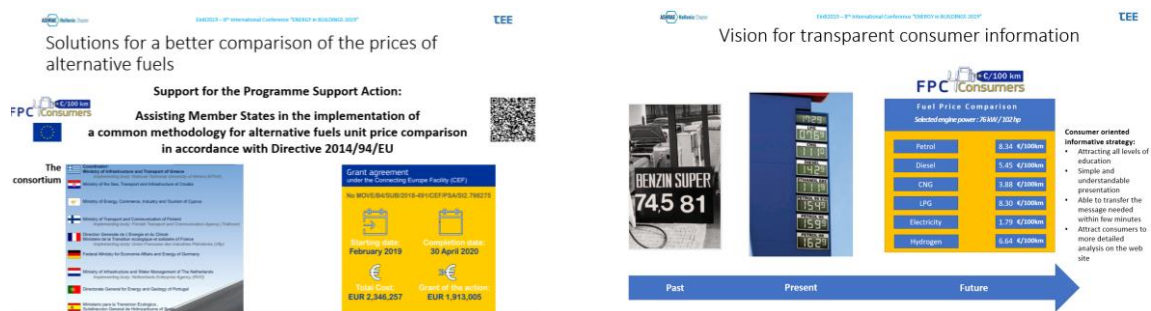 ASHRAE Hellenic Chapter
EinB2019 – 8th International Conference "ENERGY in BUILDINGS 2019"
TEE
Solutions for a better comparison of the prices of
alternative fuels
€/100 km
FPC Consumers
Support for the Programme Support Action:
Assisting Member States in the implementation of
a common methodology for alternative fuels unit price comparison
in accordance with Directive 2014/94/EU
The
consortium
Ministry of Infrastructure and Transport of Greece
Ministry of the Sea, Transport and Infrastructure of Croatia
Ministry of Energy, Commerce, Industry and Tourism of Cyprus
Ministry of Transport and Communication of Finland
Federal Ministry for Economic Affairs and Energy of Germany
Ministry of Infrastructure and Water Management of The Netherlands
Directorate General for Energy and Geology of Portugal
Grant agreement
under the Connecting Europe Facility (CEF)
Starting date:
February 2019
Completion date:
30 April 2020
Total Cost:
EUR 2,346,257
Grant of the action:
EUR 1,913,005
ASHRAE Hellenic Chapter
EinB2019 – 8th International Conference "ENERGY in BUILDINGS 2019"
TEE
Vision for transparent consumer information
BENZIN SUPER
74,5 81
€/100 km
FPC Consumers
Fuel Price Comparison
Selected engine power: 76 kW / 102 hp
Petrol 8.34 €/100km
Diesel 5.45 €/100km
CNG 3.88 €/100km
LPG 8.30 €/100km
Electricity 1.79 €/100km
Hydrogen 6.64 €/100km
Consumer oriented
informative strategy:
• Attracting all levels of
education
• Simple and
understandable
presentation
• Able to transfer the
message needed
within few minutes
• Attract consumers to
more detailed
analysis on the web
site
Past
Present
Future